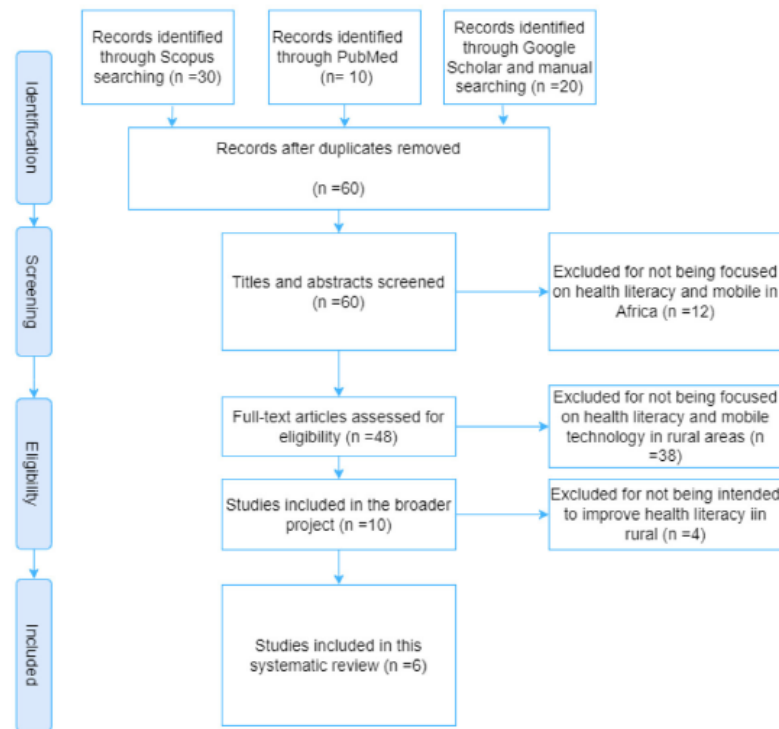 Records identified
through Scopus
searching (n =30)
Records identified
through PubMed
(n= 10)
Records identified
through Google
Scholar and manual
searching (n =20)
Identification
Records after duplicates removed
(n =60)
Screening
Titles and abstracts screened
n =60)
Excluded for not being focused
on health literacy and mobile in
Africa (n =12)
Eligibility
Full-text articles assessed for
eligibility (n =48)
Excluded for not being focused
on health literacy and mobile
technology in rural areas (n
=38)
Studies included in the broader
project (n =10)
Excluded for not being intended
to improve health literacy iin
rural (n =4)
Included
Studies included in this
systematic review (n =6)